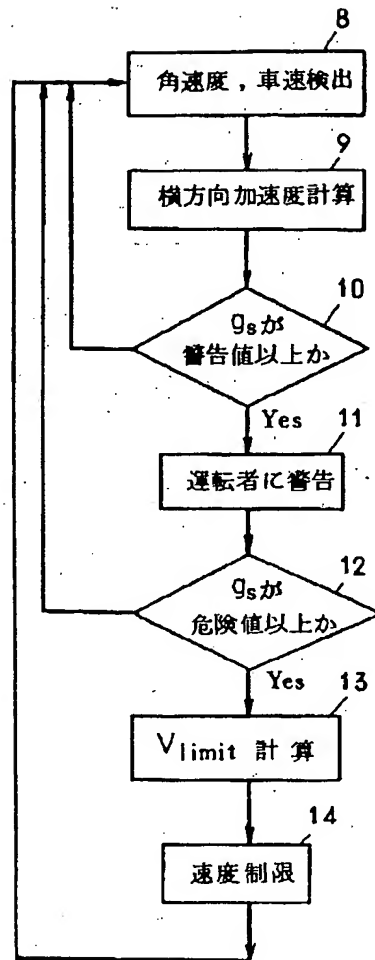 8
角速度,車速検出
9
横方向加速度計算
10
gsが
警告値以上か
Yes
11
運転者に警告
12
gsが
危険値以上か
Yes
13
Vlimit 計算
14
速度制限